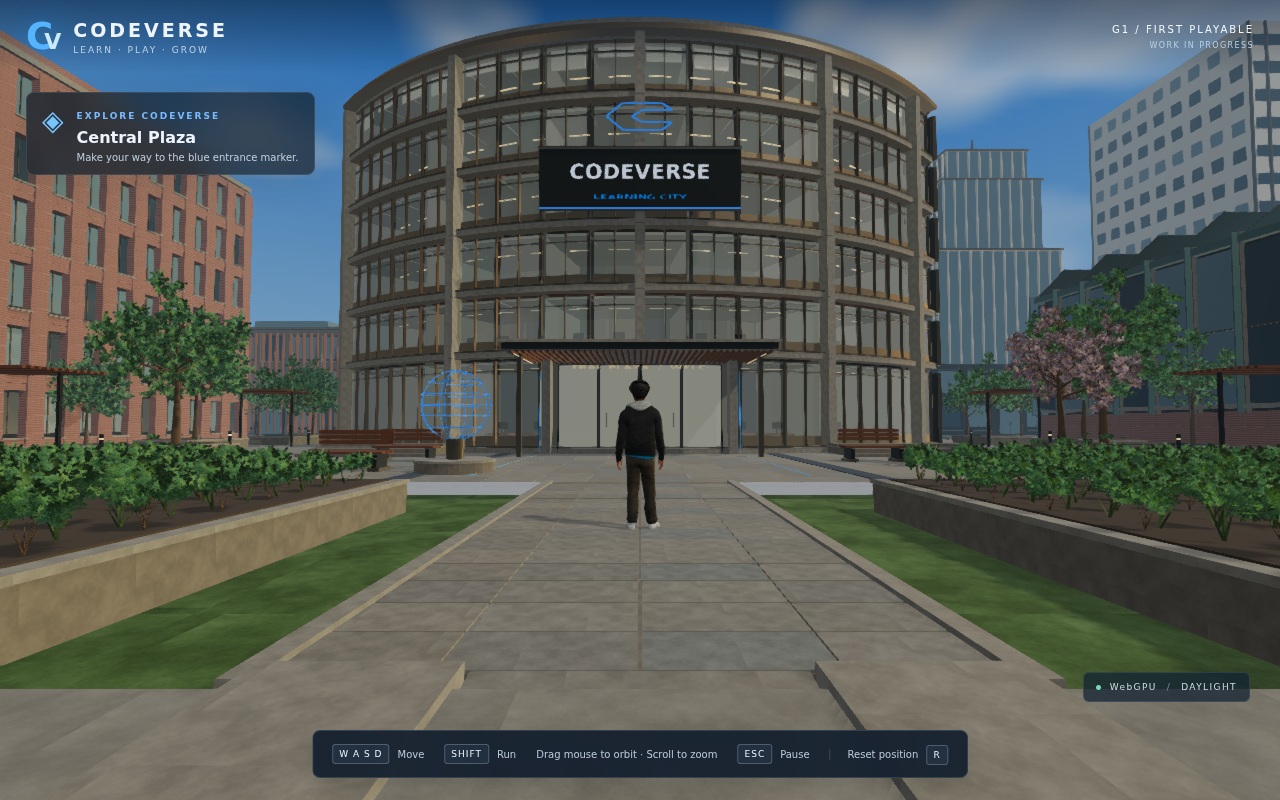 CV CODEVERSE
LEARN · PLAY · GROW
G1 / FIRST PLAYABLE
WORK IN PROGRESS
EXPLORE CODEVERSE
Central Plaza
Make your way to the blue entrance marker.
CODEVERSE
LEARNING CITY
WebGPU / DAYLIGHT
W A S D Move SHIFT Run Drag mouse to orbit · Scroll to zoom ESC Pause | Reset position R